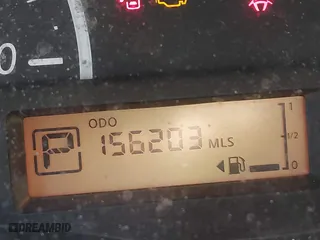 0
ODO
P 156203 MLS
1
1/2
0
DREAMBID